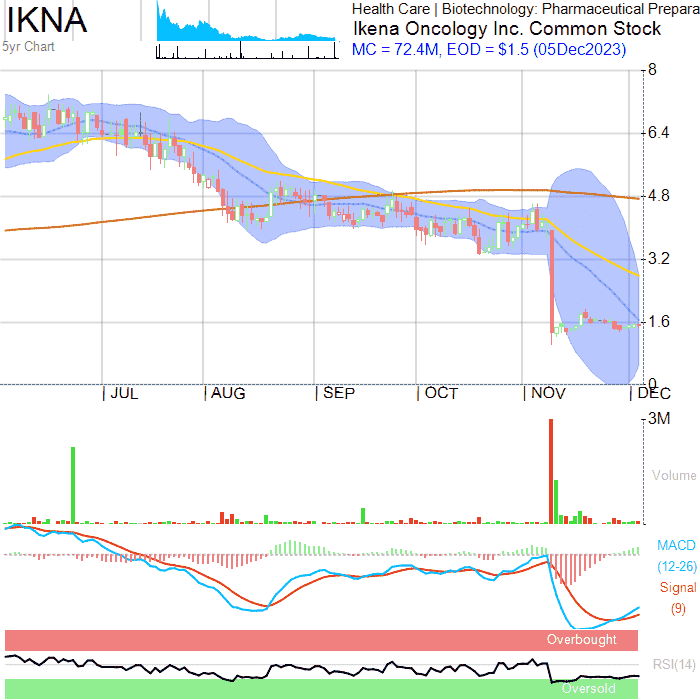 IKNA
5yr Chart
Health Care | Biotechnology: Pharmaceutical Prepara
Ikena Oncology Inc. Common Stock
MC = 72.4M, EOD = $1.5 (05Dec2023)
8
6.4
4.8
3.2
1.6
0
JUL AUG SEP OCT NOV DEC
3M
Volume
MACD
(12-26)
Signal
(9)
Overbought
RSI(14)
Oversold